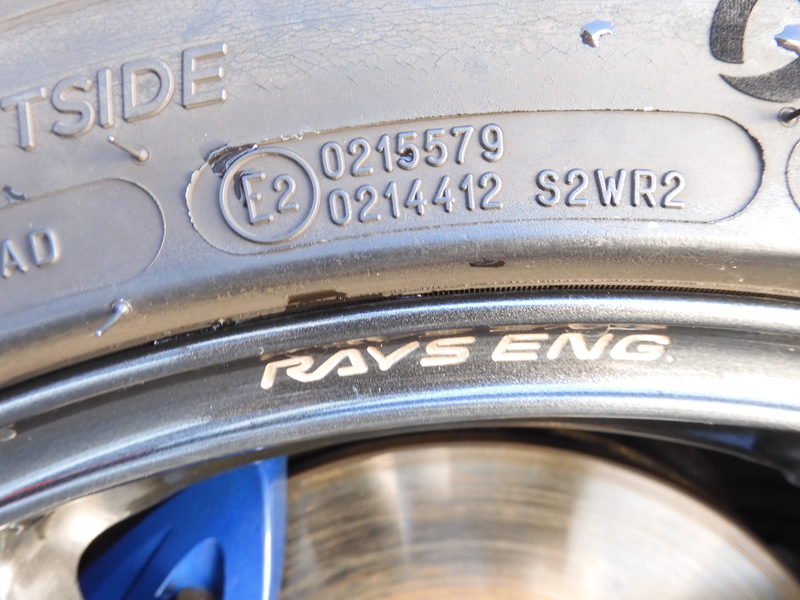 TSIDE
E2
0215579
0214412 S2WR2
AD
RAYS ENG.